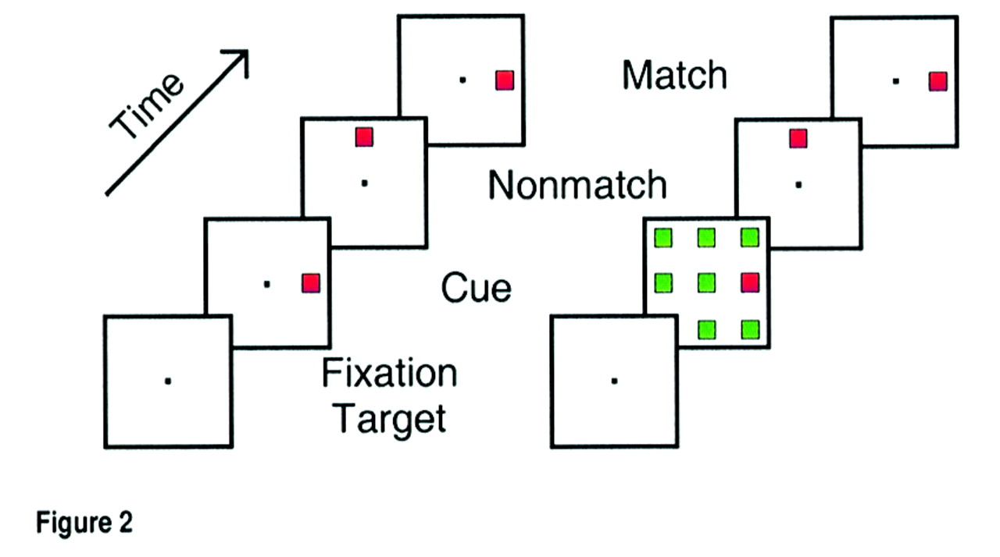 Time
Match
Nonmatch
Cue
Fixation
Target
Figure 2